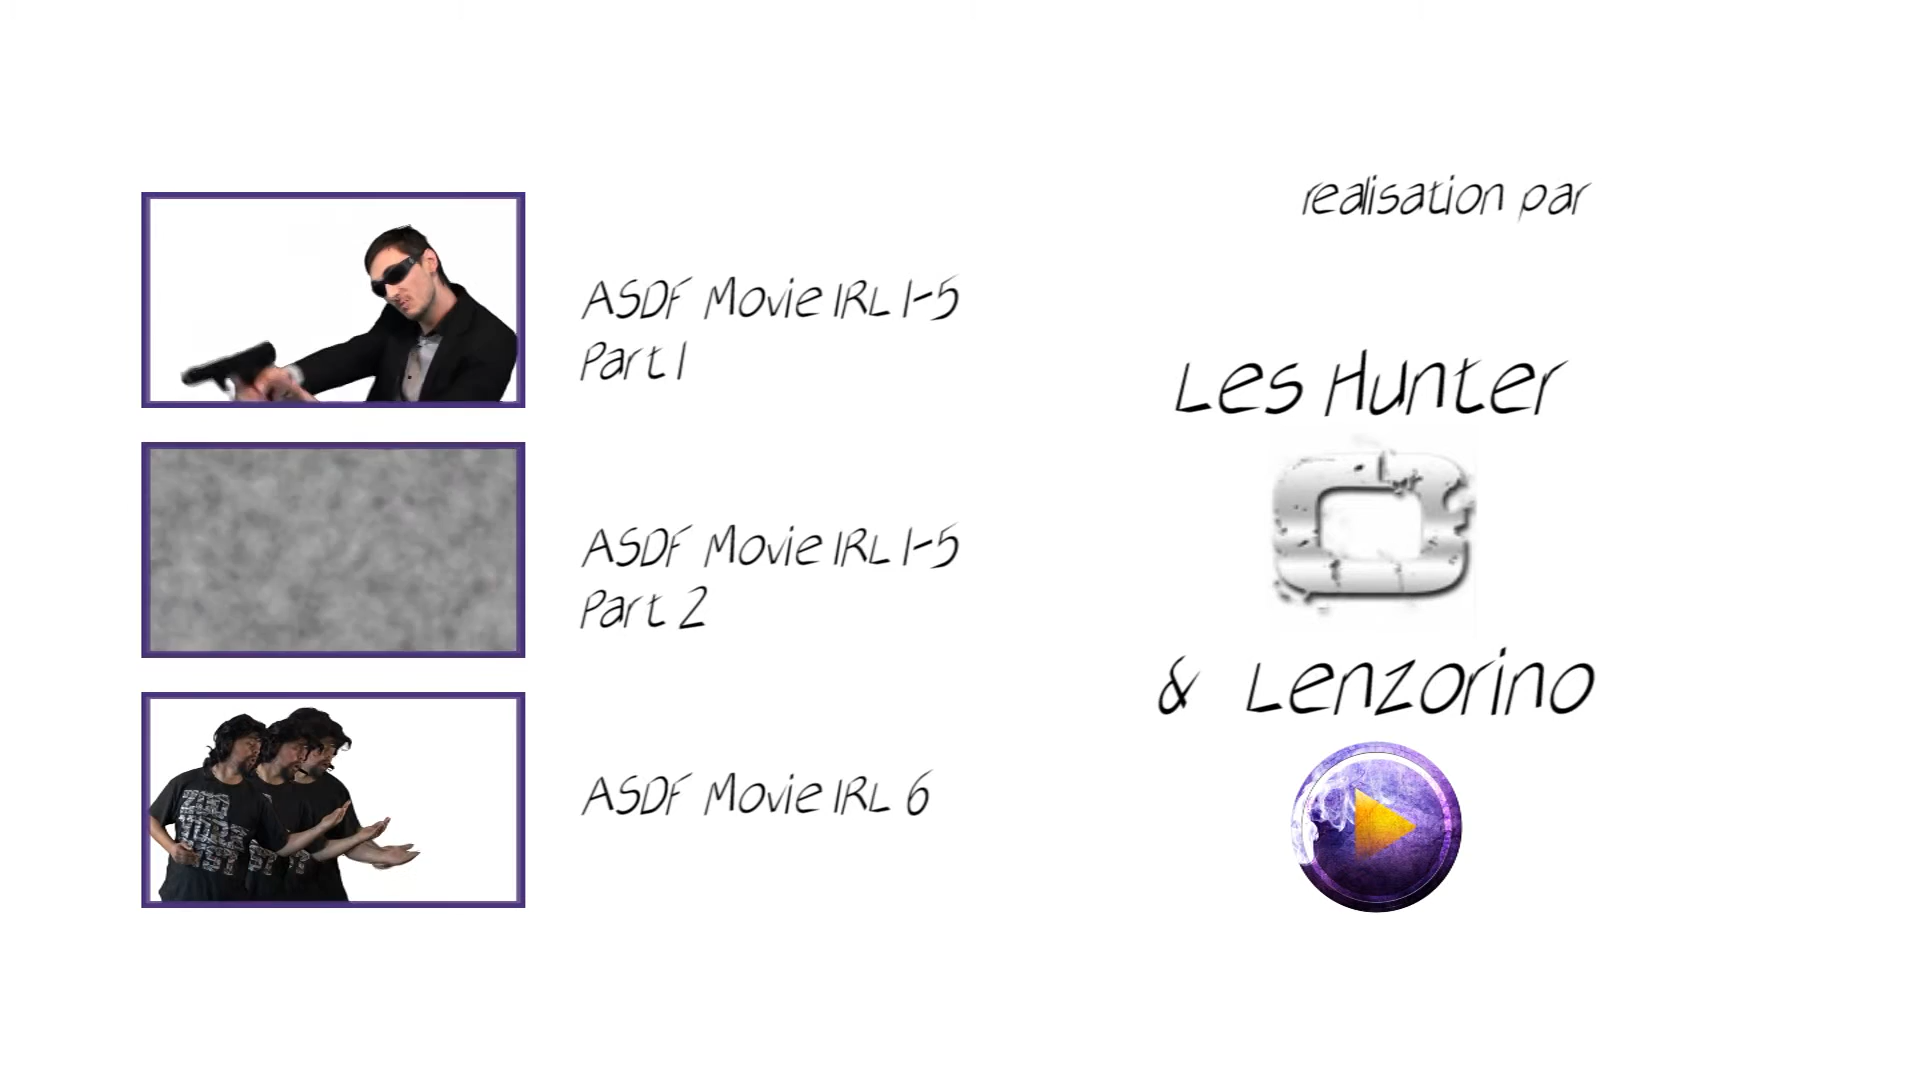 ASDF Movie IRL 1-5
Part 1
ASDF Movie IRL 1-5
Part 2
ASDF Movie IRL 6
realisation par
Les Hunter
& Lenzorino